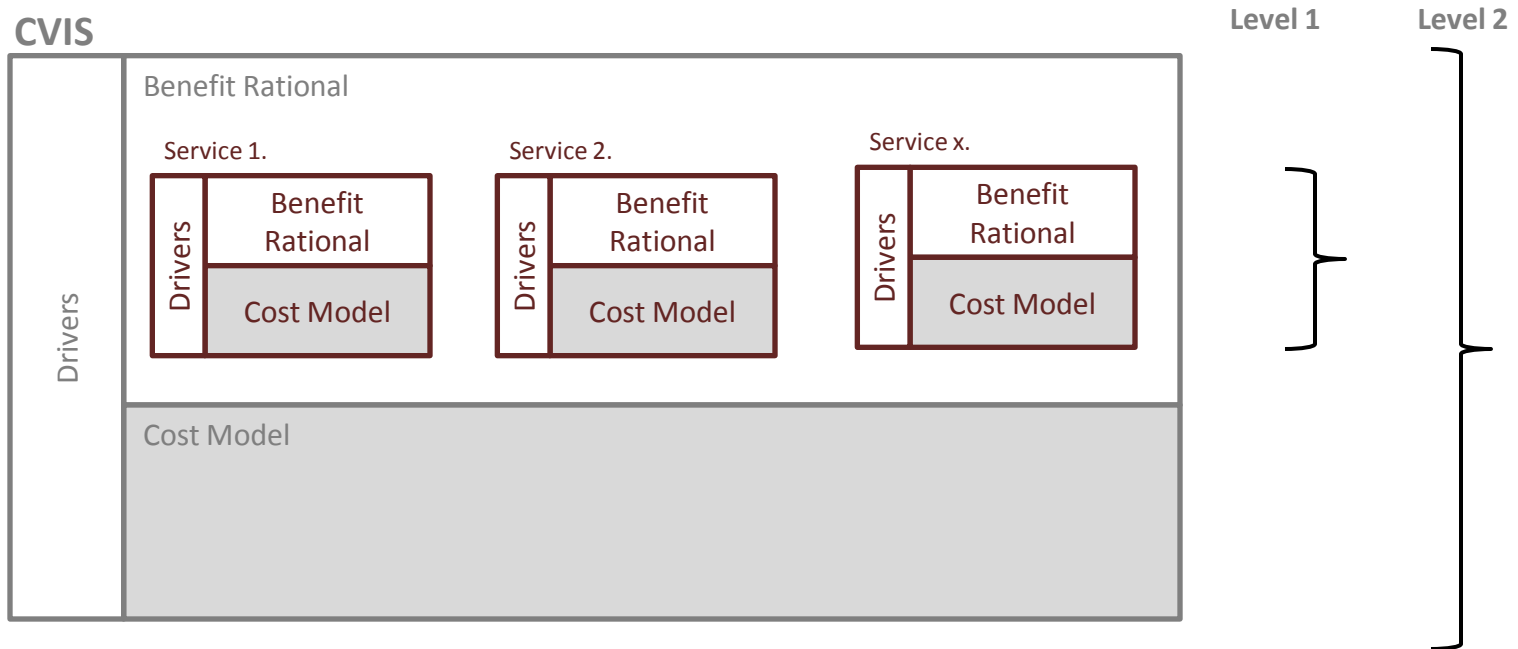 CVIS
Level 1
Level 2
Drivers
Benefit Rational
Service 1.
Drivers
Benefit
Rational
Cost Model
Service 2.
Drivers
Benefit
Rational
Cost Model
Service x.
Drivers
Benefit
Rational
Cost Model
Cost Model